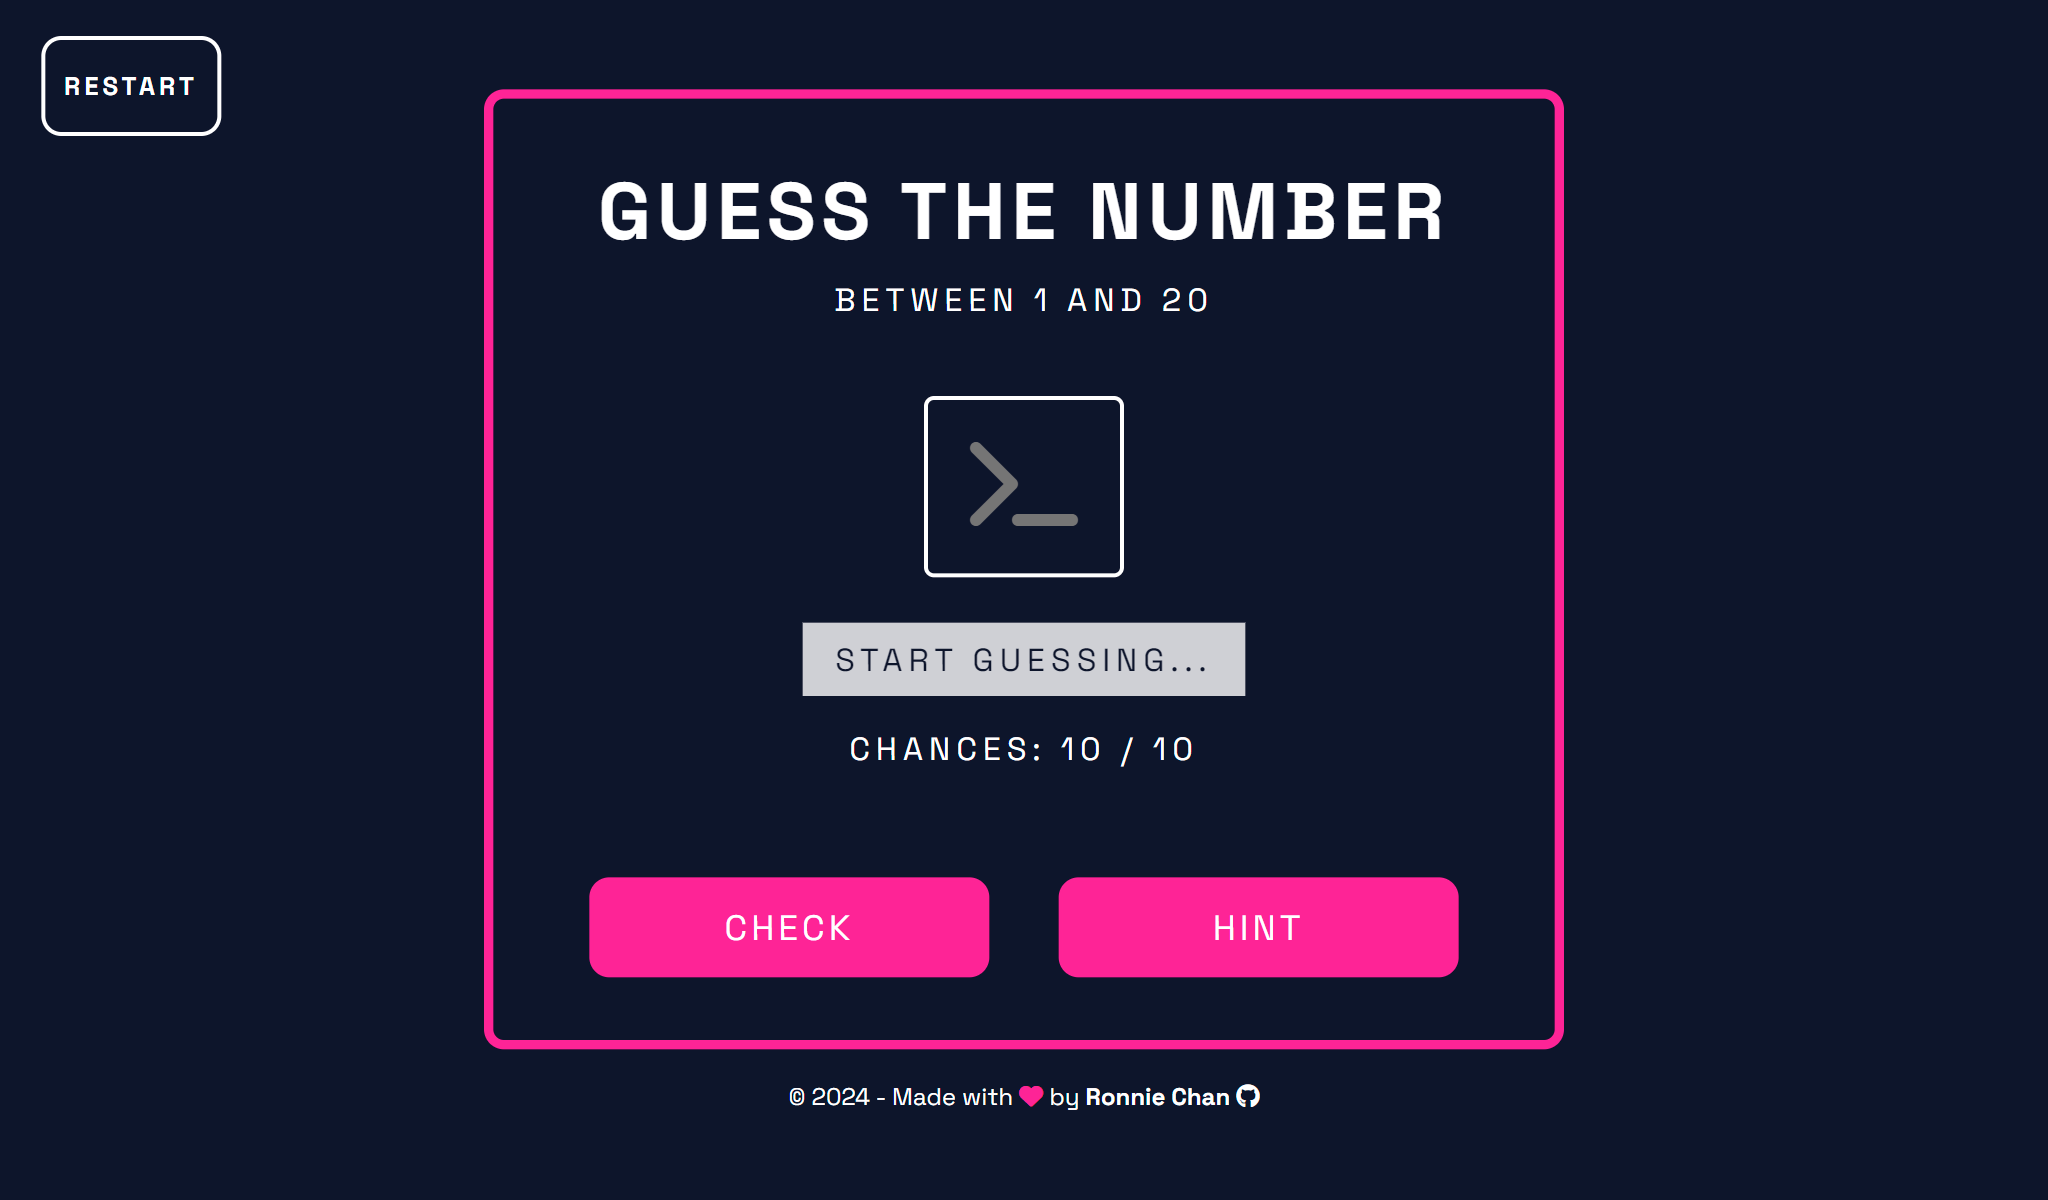 RESTART
GUESS THE NUMBER
BETWEEN 1 AND 20
START GUESSING...
CHANCES: 10 / 10
CHECK
HINT
© 2024 - Made with by Ronnie Chan